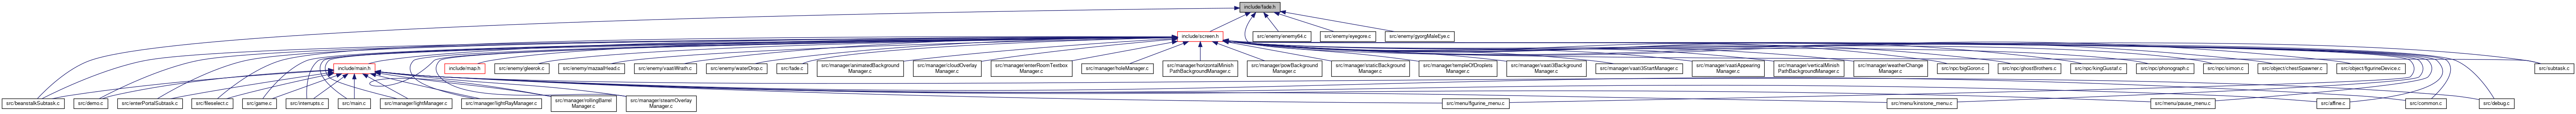 include/fade.h
include/screen.h
src/enemy/enemy64.c
src/enemy/eyegore.c
src/enemy/gyorgMaleEye.c
include/main.h
include/map.h
src/enemy/gleerok.c
src/enemy/mazaalHead.c
src/enemy/vaatiWrath.c
src/enemy/waterDrop.c
src/fade.c
src/manager/animatedBackground
Manager.c
src/manager/cloudOverlay
Manager.c
src/manager/enterRoomTextbox
Manager.c
src/manager/holeManager.c
src/manager/horizontalMinish
PathBackgroundManager.c
src/manager/powBackground
Manager.c
src/manager/staticBackground
Manager.c
src/manager/templeOfDroplets
Manager.c
src/manager/vaati3Background
Manager.c
src/manager/vaati3StartManager.c
src/manager/vaatiAppearing
Manager.c
src/manager/verticalMinish
PathBackgroundManager.c
src/manager/weatherChange
Manager.c
src/npc/bigGoron.c
src/npc/ghostBrothers.c
src/npc/kingGustaf.c
src/npc/phonograph.c
src/npc/simon.c
src/object/chestSpawner.c
src/object/figurineDevice.c
src/subtask.c
src/beanstalkSubtask.c
src/demo.c
src/enterPortalSubtask.c
src/fileselect.c
src/game.c
src/interrupts.c
src/main.c
src/manager/lightManager.c
src/manager/lightRayManager.c
src/manager/rollingBarrel
Manager.c
src/manager/steamOverlay
Manager.c
src/menu/figurine_menu.c
src/menu/kinstone_menu.c
src/menu/pause_menu.c
src/affine.c
src/common.c
src/debug.c